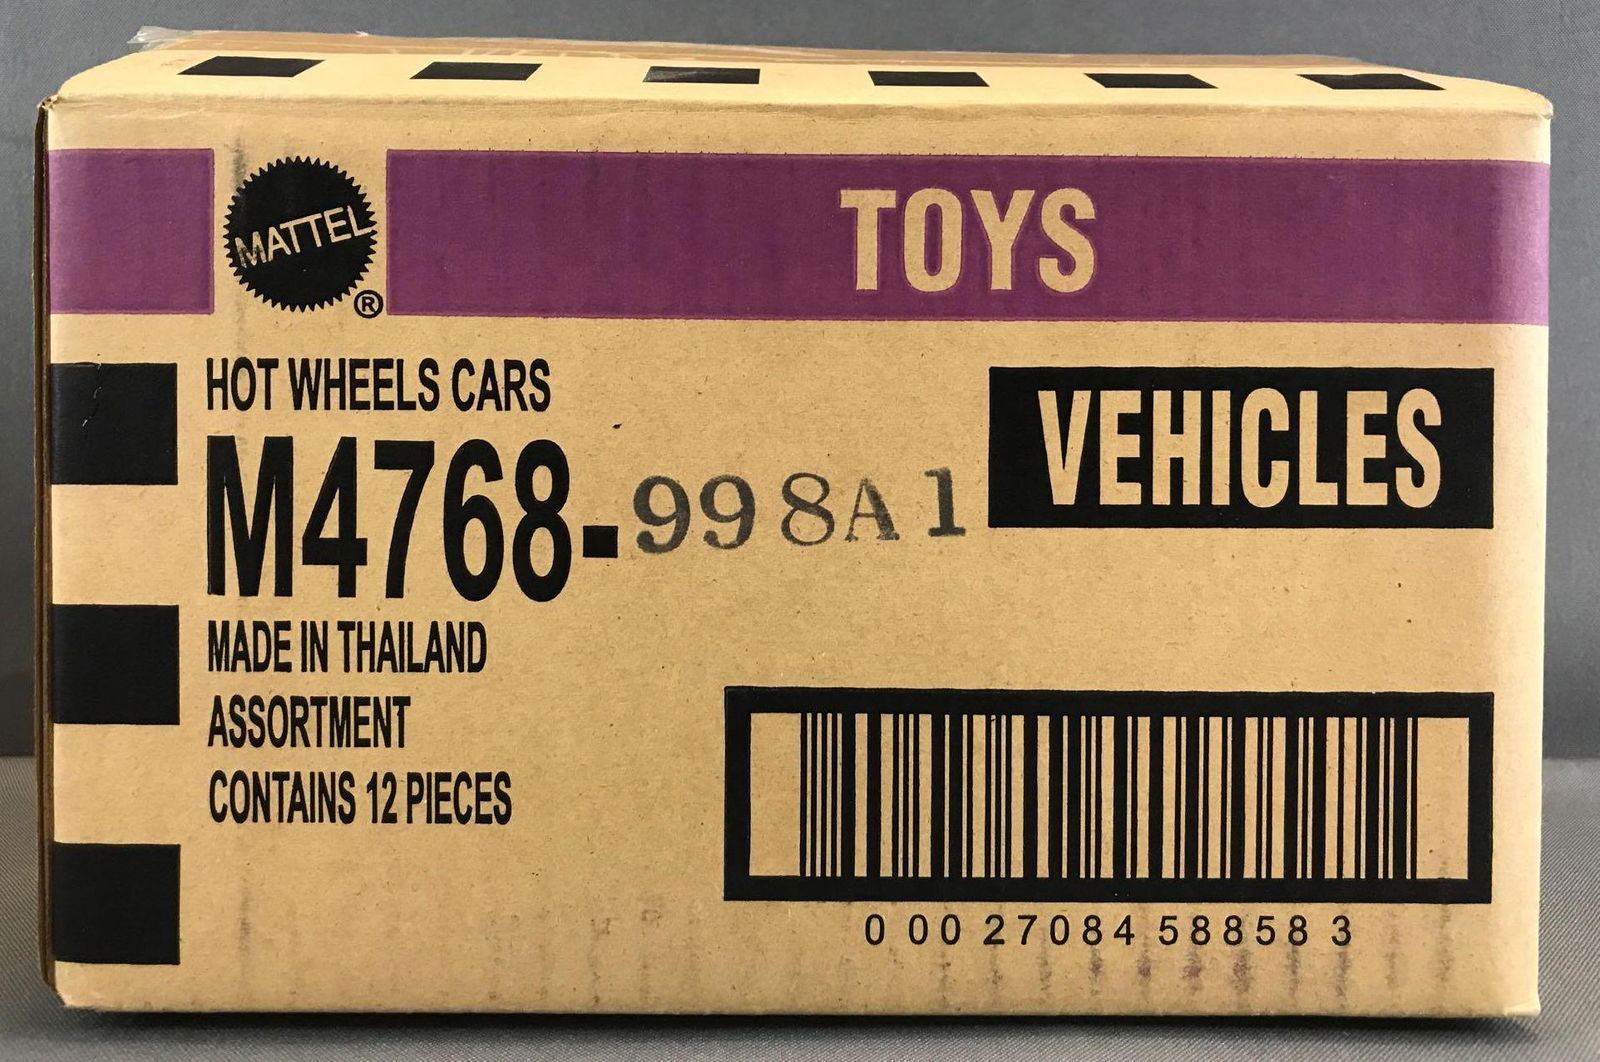 MATTEL
®
TOYS
HOT WHEELS CARS
VEHICLES
M4768-998A1
MADE IN THAILAND
ASSORTMENT
CONTAINS 12 PIECES
0 00 27084 58858 3